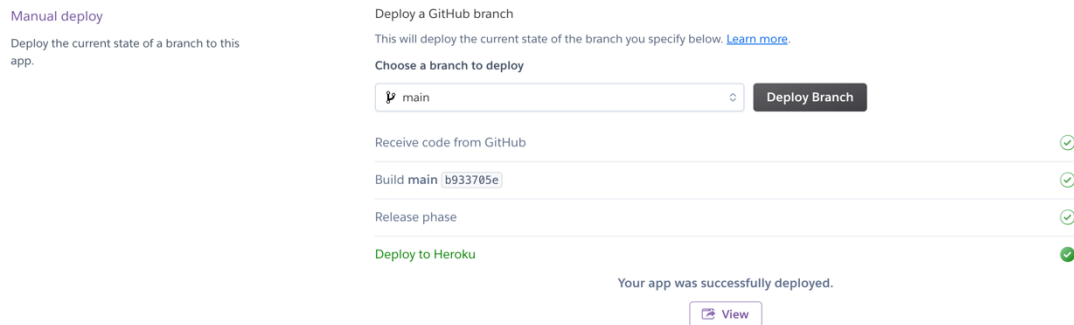 Manual deploy
Deploy the current state of a branch to this
app.
Deploy a GitHub branch
This will deploy the current state of the branch you specify below. Learn more.
Choose a branch to deploy
main
Deploy Branch
Receive code from GitHub
Build main b933705e
Release phase
Deploy to Heroku
Your app was successfully deployed.
View